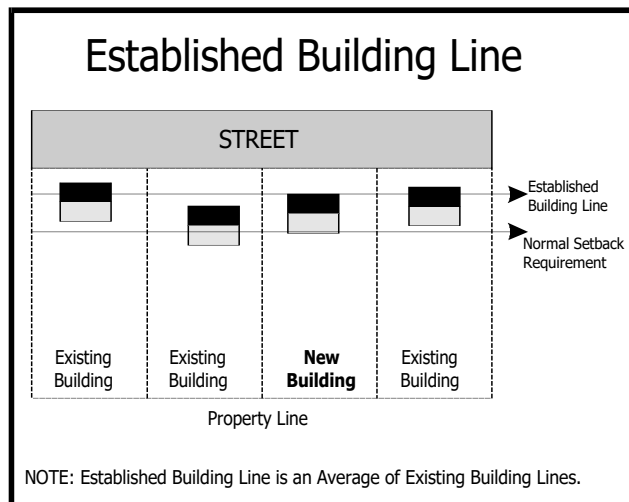 Established Building Line
STREET
Established
Building Line
Normal Setback
Requirement
Existing
Building
Existing
Building
New
Building
Existing
Building
Property Line
NOTE: Established Building Line is an Average of Existing Building Lines.